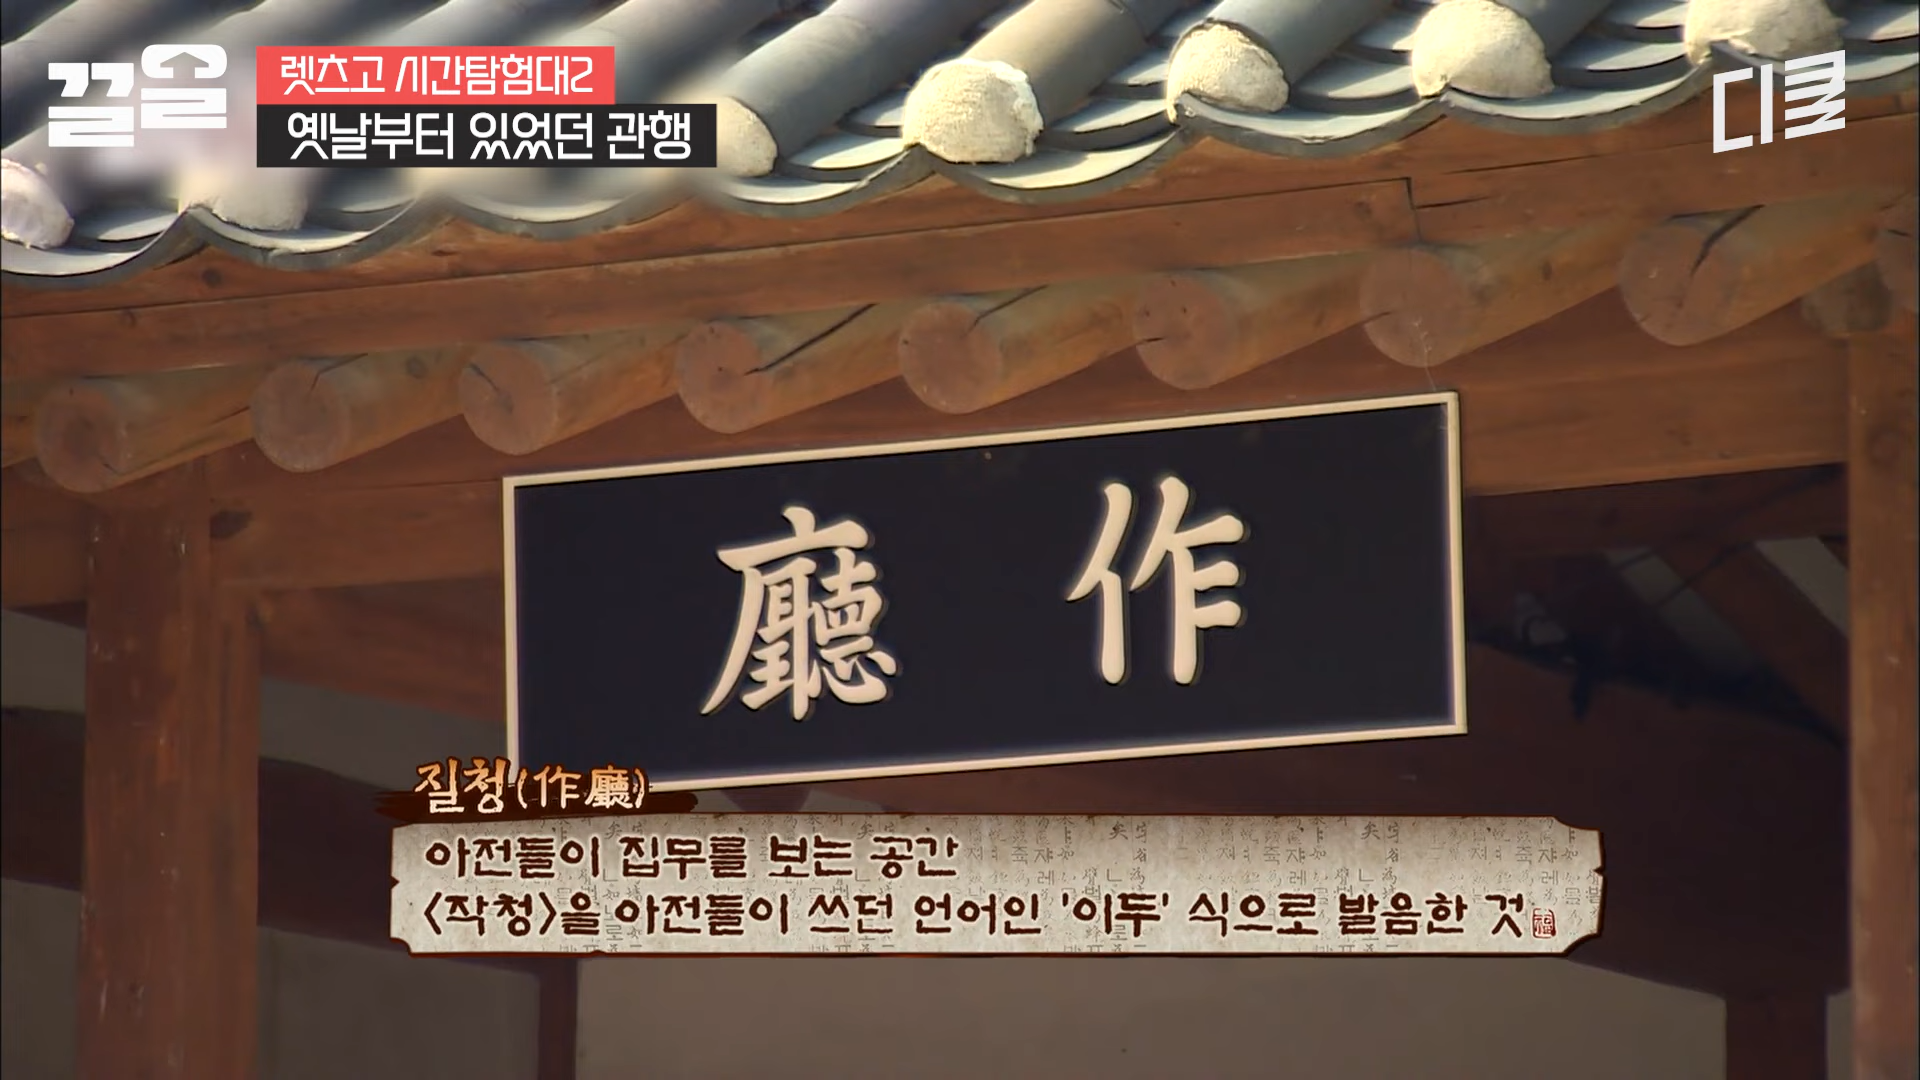 끌올
렛츠고 시간탐험대2
옛날부터 있었던 관행
디클
廳 作
질청(作廳)
아전들이 집무를 보는 공간
<작청>을 아전들이 쓰던 언어인 '이두' 식으로 발음한 것